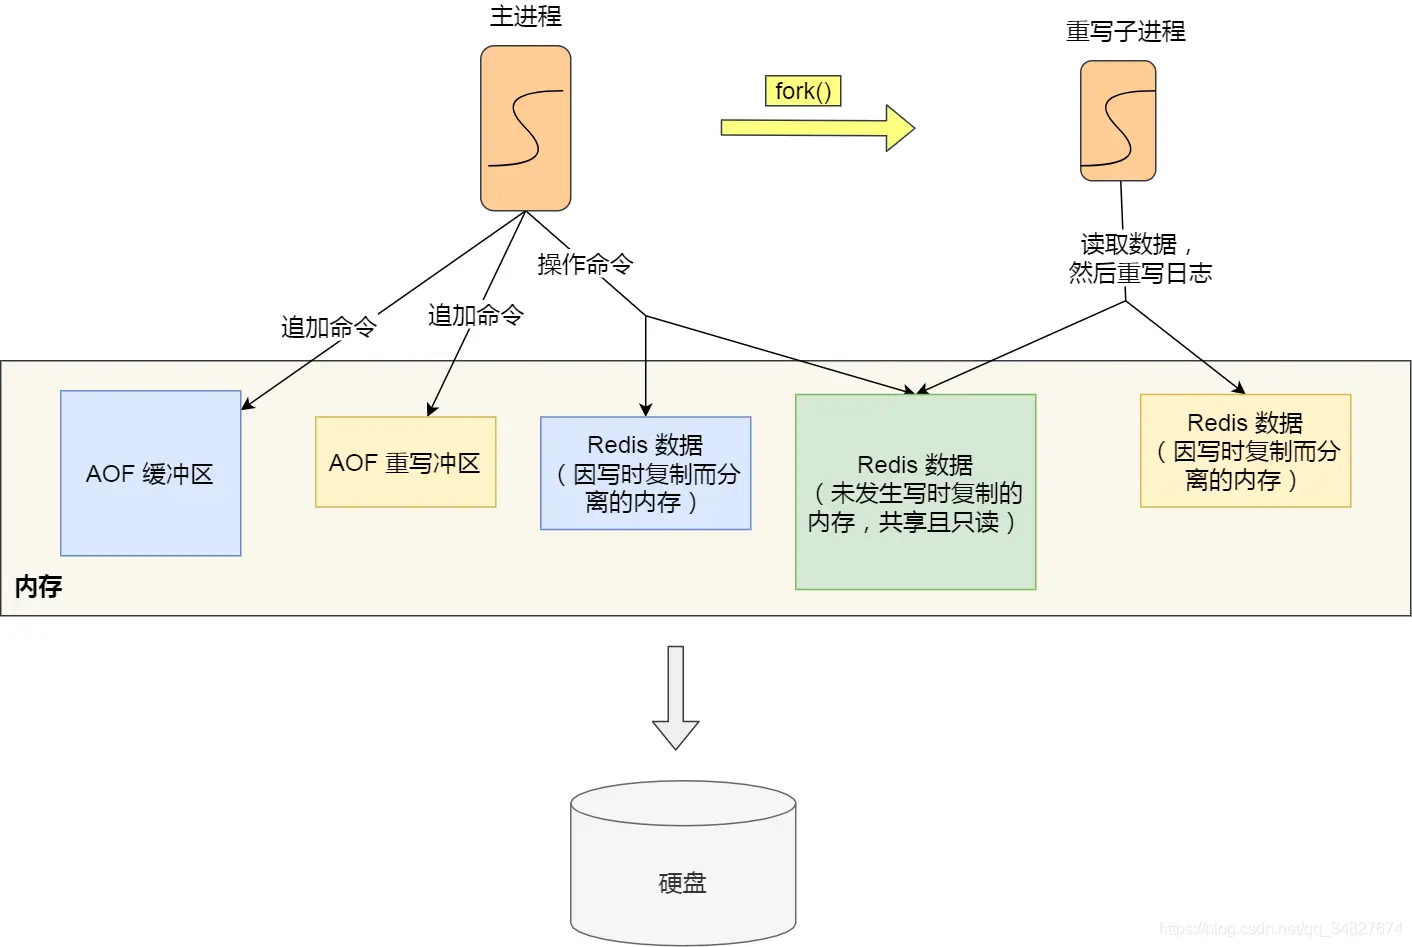 主进程
重写子进程
fork()
操作命令
读取数据，
然后重写日志
追加命令
追加命令
AOF 缓冲区
AOF 重写冲区
Redis 数据
（因写时复制而分
离的内存）
Redis 数据
（未发生写时复制的
内存，共享且只读）
Redis 数据
（因写时复制而分
离的内存）
内存
硬盘
https://blog.csdn.net/qq_34827674